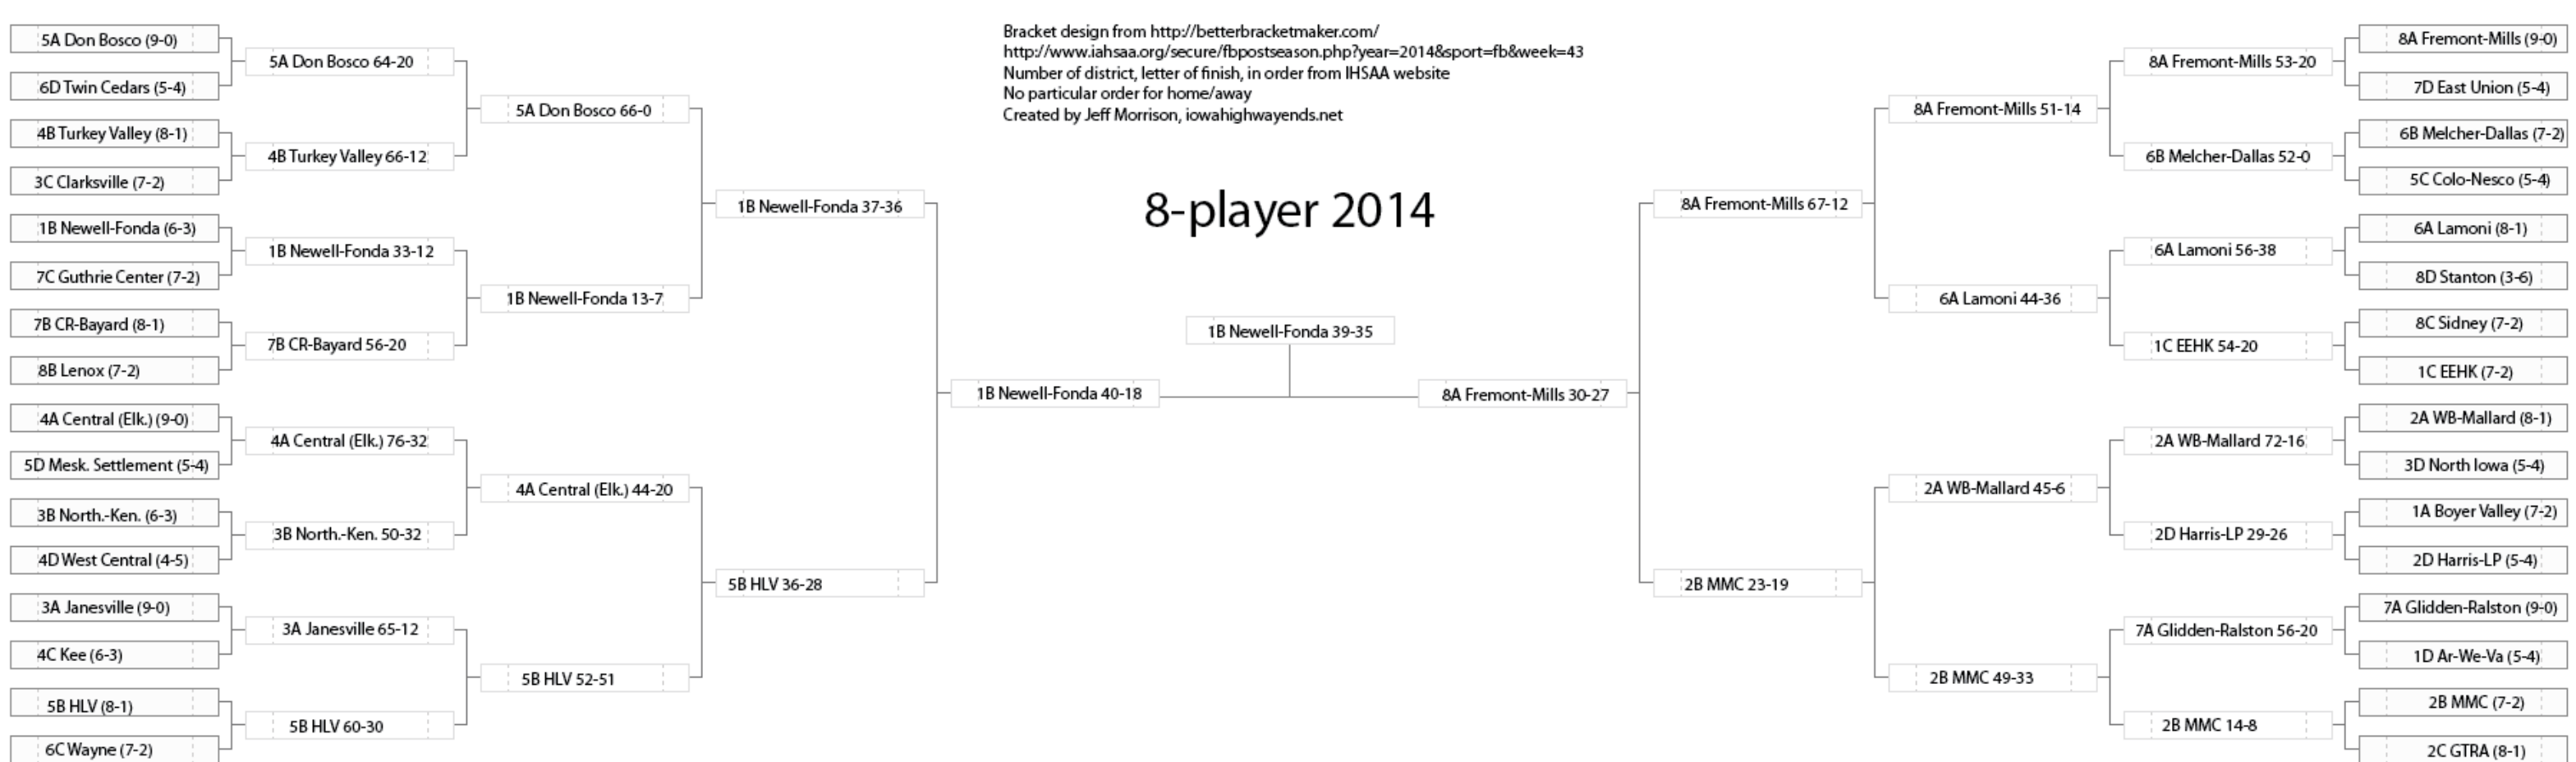 Bracket design from http://betterbracketmaker.com/
http://www.iahsaa.org/secure/fbpostseason.php?year=2014&sport=fb&week=43
Number of district, letter of finish, in order from IHSAA website
No particular order for home/away
Created by Jeff Morrison, iowahighwayends.net
8-player 2014
5A Don Bosco (9-0)
6D Twin Cedars (5-4)
4B Turkey Valley (8-1)
3C Clarksville (7-2)
1B Newell-Fonda (6-3)
7C Guthrie Center (7-2)
7B CR-Bayard (8-1)
8B Lenox (7-2)
4A Central (Elk.) (9-0)
5D Mesk. Settlement (5-4)
3B North.-Ken. (6-3)
4D West Central (4-5)
3A Janesville (9-0)
4C Kee (6-3)
5B HLV (8-1)
6C Wayne (7-2)
5A Don Bosco 64-20
4B Turkey Valley 66-12
1B Newell-Fonda 33-12
7B CR-Bayard 56-20
4A Central (Elk.) 76-32
3B North.-Ken. 50-32
3A Janesville 65-12
5B HLV 60-30
5A Don Bosco 66-0
1B Newell-Fonda 13-7
4A Central (Elk.) 44-20
5B HLV 52-51
1B Newell-Fonda 37-36
5B HLV 36-28
1B Newell-Fonda 40-18
1B Newell-Fonda 39-35
8A Fremont-Mills 30-27
8A Fremont-Mills 67-12
2B MMC 23-19
8A Fremont-Mills 51-14
6A Lamoni 44-36
2A WB-Mallard 45-6
2B MMC 49-33
8A Fremont-Mills 53-20
6B Melcher-Dallas 52-0
6A Lamoni 56-38
1C EEHK 54-20
2A WB-Mallard 72-16
2D Harris-LP 29-26
7A Glidden-Ralston 56-20
2B MMC 14-8
8A Fremont-Mills (9-0)
7D East Union (5-4)
6B Melcher-Dallas (7-2)
5C Colo-Nesco (5-4)
6A Lamoni (8-1)
8D Stanton (3-6)
8C Sidney (7-2)
1C EEHK (7-2)
2A WB-Mallard (8-1)
3D North Iowa (5-4)
1A Boyer Valley (7-2)
2D Harris-LP (5-4)
7A Glidden-Ralston (9-0)
1D Ar-We-Va (5-4)
2B MMC (7-2)
2C GTRA (8-1)